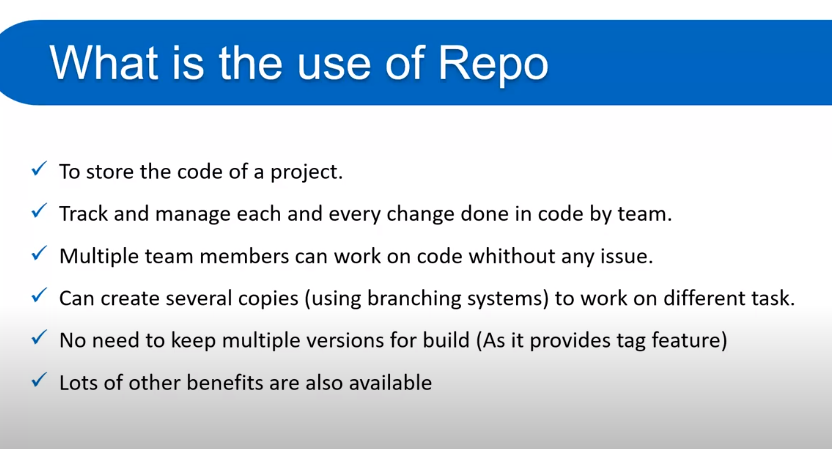 What is the use of Repo
✓ To store the code of a project.
✓ Track and manage each and every change done in code by team.
✓ Multiple team members can work on code whithout any issue.
✓ Can create several copies (using branching systems) to work on different task.
✓ No need to keep multiple versions for build (As it provides tag feature)
✓ Lots of other benefits are also available